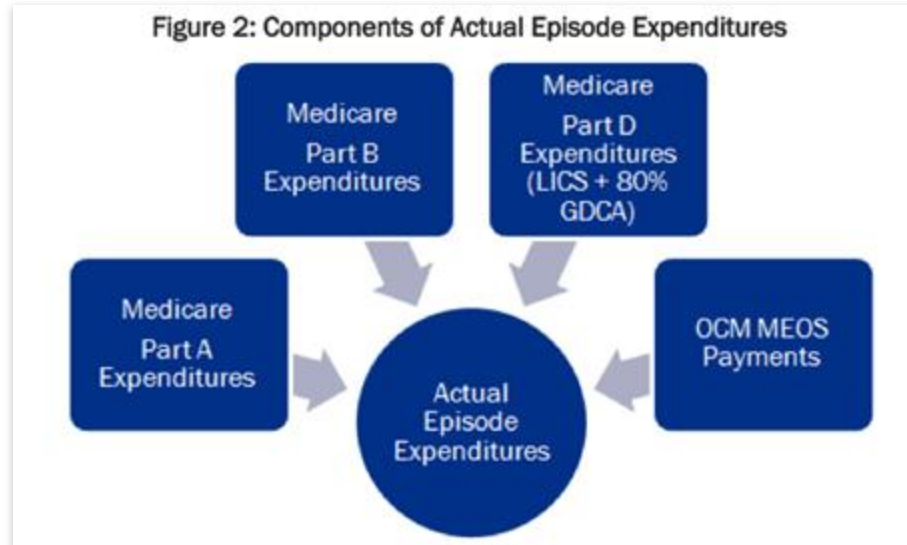 Figure 2: Components of Actual Episode Expenditures
Medicare
Part B
Expenditures
Medicare
Part D
Expenditures
(LICS + 80%
GDCA)
Medicare
Part A
Expenditures
OCM MEOS
Payments
Actual
Episode
Expenditures